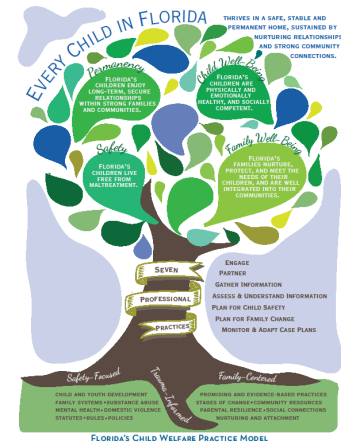 EVERY CHILD IN FLORIDA
THRIVES IN A SAFE, STABLE AND
PERMANENT HOME, SUSTAINED BY
NURTURING RELATIONSHIPS
AND STRONG COMMUNITY
CONNECTIONS.
Permanency
FLORIDA'S
CHILDREN ENJOY
LONG-TERM, SECURE
RELATIONSHIPS
WITHIN STRONG FAMILIES
AND COMMUNITIES.
Child Well-Being
FLORIDA'S
CHILDREN ARE
PHYSICALLY AND
EMOTIONALLY
HEALTHY, AND SOCIALLY
COMPETENT.
Safety
FLORIDA'S
CHILDREN LIVE
FREE FROM
MALTREATMENT.
Family Well-Being
FLORIDA'S
FAMILIES NURTURE,
PROTECT, AND MEET THE
NEEDS OF THEIR
CHILDREN, AND ARE WELL
INTEGRATED INTO THEIR
COMMUNITIES.
SEVEN
PROFESSIONAL
PRACTICES
ENGAGE
PARTNER
GATHER INFORMATION
ASSESS & UNDERSTAND INFORMATION
PLAN FOR CHILD SAFETY
PLAN FOR FAMILY CHANGE
MONITOR & ADAPT CASE PLANS
Safety-Focused
Trauma-Informed
Family-Centered
CHILD AND YOUTH DEVELOPMENT
FAMILY SYSTEMS•SUBSTANCE ABUSE
MENTAL HEALTH•DOMESTIC VIOLENCE
STATUTES•RULES•POLICIES
PROMISING AND EVIDENCE-BASED PRACTICES
STAGES OF CHANGE•COMMUNITY RESOURCES
PARENTAL RESILIENCE•SOCIAL CONNECTIONS
NURTURING AND ATTACHMENT
FLORIDA'S CHILD WELFARE PRACTICE MODEL